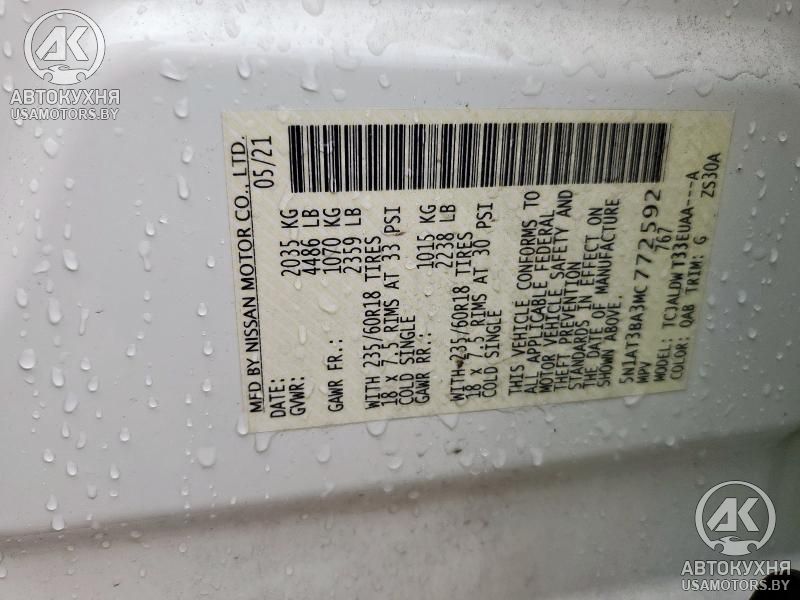 АВТОКУХНЯ
USAMOTORS.BY
MFD BY NISSAN MOTOR CO., LTD.
DATE: 05/21
GVWR: 2035 KG
4486 LB
GAWR FR.: 1070 KG
2359 LB
WITH 235/60R18 TIRES
18 x 7.5 RIMS AT 33 PSI
COLD SINGLE
GAWR RR.: 1015 KG
2238 LB
WITH 235/60R18 TIRES
18 x 7.5 RIMS AT 30 PSI
COLD SINGLE
THIS VEHICLE CONFORMS TO
ALL APPLICABLE FEDERAL
MOTOR VEHICLE SAFETY AND
THEFT PREVENTION
STANDARDS IN EFFECT ON
THE DATE OF MANUFACTURE
SHOWN ABOVE.
5N1AT3BA3MC772592
MPV 767
MODEL: TCJALDWT33EUAA---A
COLOR: QAB TRIM: G ZS30A
АВТОКУХНЯ
USAMOTORS.BY